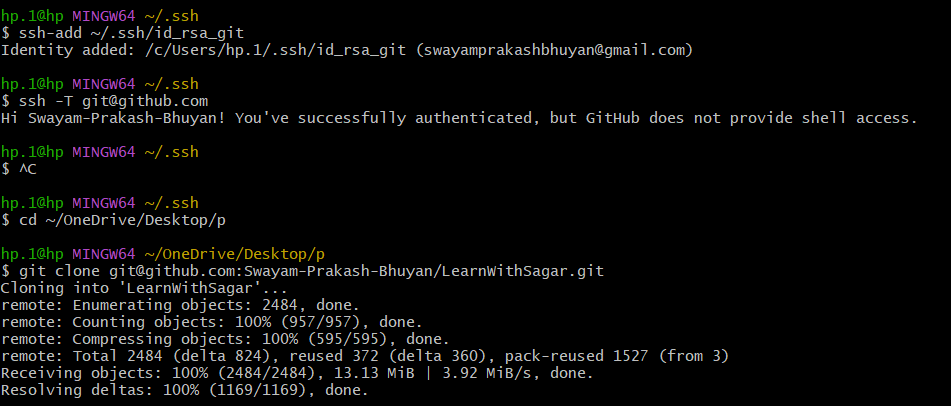 hp.1@hp MINGW64 ~/.ssh
$ ssh-add ~/.ssh/id_rsa_git
Identity added: /c/Users/hp.1/.ssh/id_rsa_git (swayamprakashbhuyan@gmail.com)
hp.1@hp MINGW64 ~/.ssh
$ ssh -T git@github.com
Hi Swayam-Prakash-Bhuyan! You've successfully authenticated, but GitHub does not provide shell access.
hp.1@hp MINGW64 ~/.ssh
$ ^C
hp.1@hp MINGW64 ~/.ssh
$ cd ~/OneDrive/Desktop/p
hp.1@hp MINGW64 ~/OneDrive/Desktop/p
$ git clone git@github.com:Swayam-Prakash-Bhuyan/LearnWithSagar.git
Cloning into 'LearnWithSagar'...
remote: Enumerating objects: 2484, done.
remote: Counting objects: 100% (957/957), done.
remote: Compressing objects: 100% (595/595), done.
remote: Total 2484 (delta 824), reused 372 (delta 360), pack-reused 1527 (from 3)
Receiving objects: 100% (2484/2484), 13.13 MiB | 3.92 MiB/s, done.
Resolving deltas: 100% (1169/1169), done.